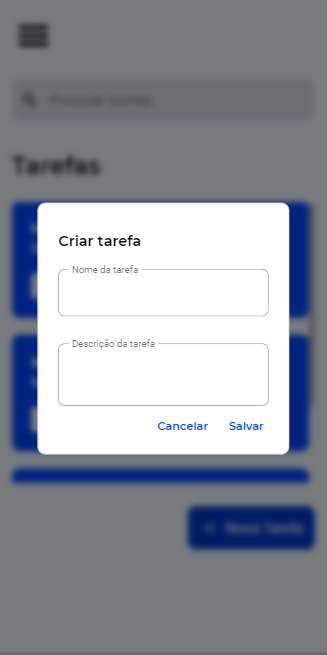 Procurar tarefas
Tarefas
Criar tarefa
Nome da tarefa
Descrição da tarefa
Cancelar
Salvar
+ Nova Tarefa